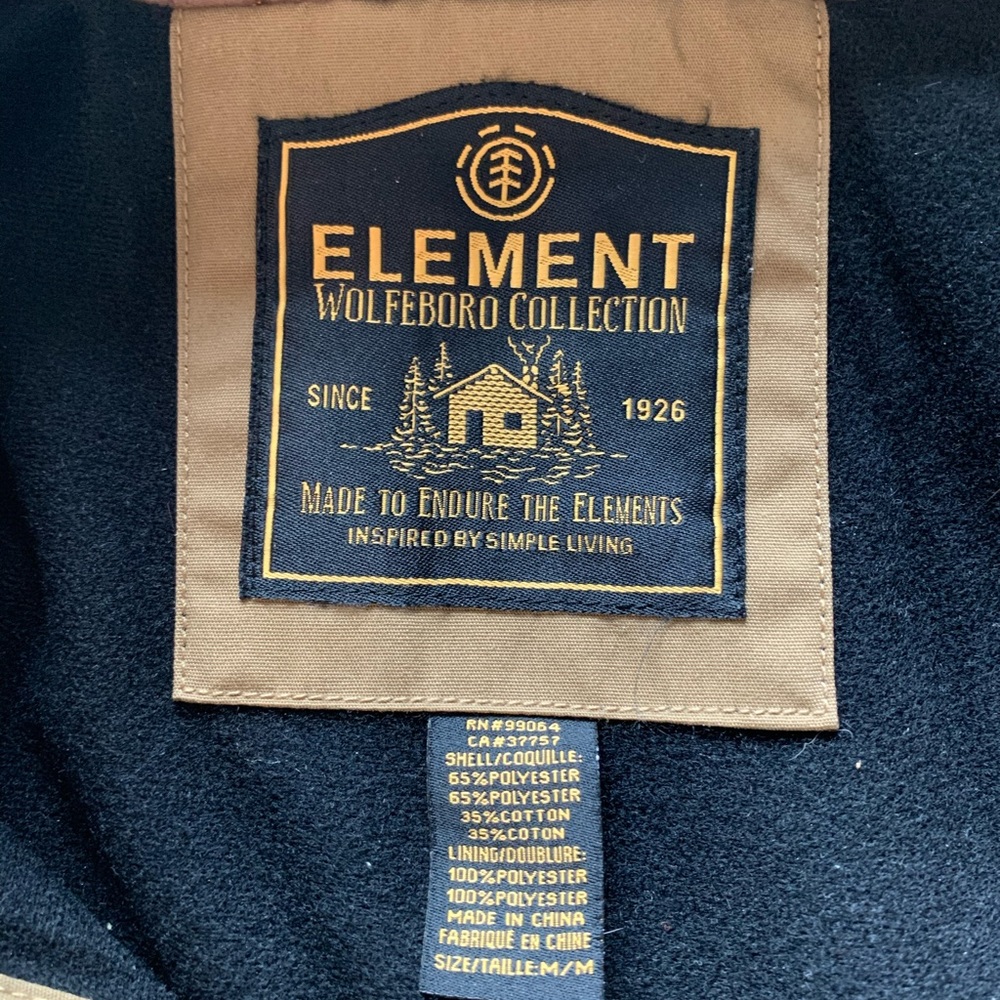 ELEMENT
WOLFEBORO COLLECTION
SINCE 1926
MADE TO ENDURE THE ELEMENTS
INSPIRED BY SIMPLE LIVING
RN#99064
CA#37757
SHELL/COQUILLE:
65%POLYESTER
65%POLYESTER
35%COTTON
35%COTON
LINING/DOUBLURE:
100%POLYESTER
100%POLYESTER
MADE IN CHINA
FABRIQUÉ EN CHINE
SIZE/TAILLE:M/M